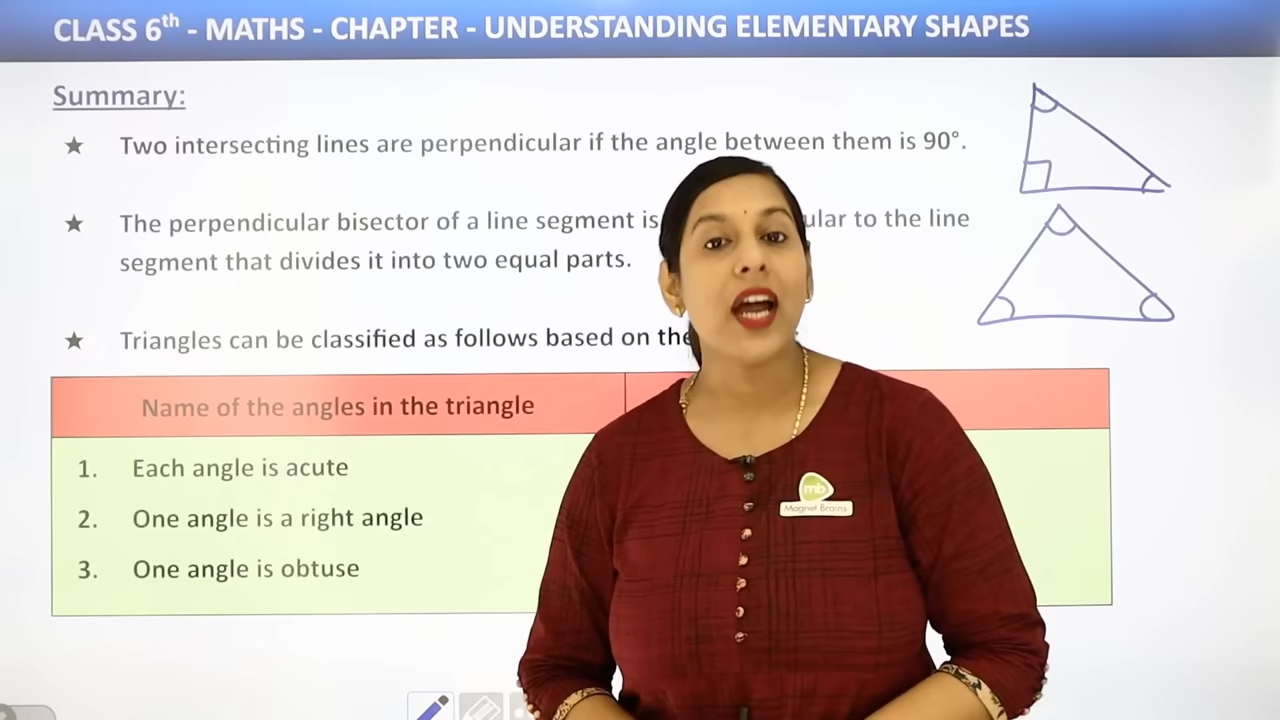 CLASS 6th - MATHS - CHAPTER - UNDERSTANDING ELEMENTARY SHAPES
Summary:
★ Two intersecting lines are perpendicular if the angle between them is 90°.
★ The perpendicular bisector of a line segment is ular to the line
segment that divides it into two equal parts.
★ Triangles can be classified as follows based on the
Name of the angles in the triangle
1. Each angle is acute
2. One angle is a right angle
3. One angle is obtuse
mb
Magnet Brains